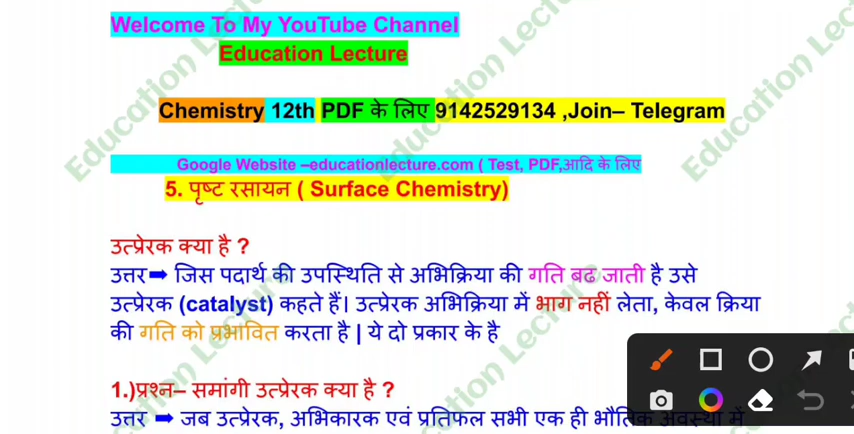 Welcome To My YouTube Channel
Education Lecture
Chemistry 12th PDF के लिए 9142529134 ,Join– Telegram
Google Website –educationlecture.com ( Test, PDF,आदि के लिए
5. पृष्ट रसायन ( Surface Chemistry)
उत्प्रेरक क्या है ?
उत्तर➡ जिस पदार्थ की उपस्थिति से अभिक्रिया की गति बढ जाती है उसे
उत्प्रेरक (catalyst) कहते हैं। उत्प्रेरक अभिक्रिया में भाग नहीं लेता, केवल क्रिया
की गति को प्रभावित करता है | ये दो प्रकार के है
1.)प्रश्न– समांगी उत्प्रेरक क्या है ?
उत्तर ➡ जब उत्प्रेरक, अभिकारक एवं प्रतिफल सभी एक ही भौतिक अवस्था में